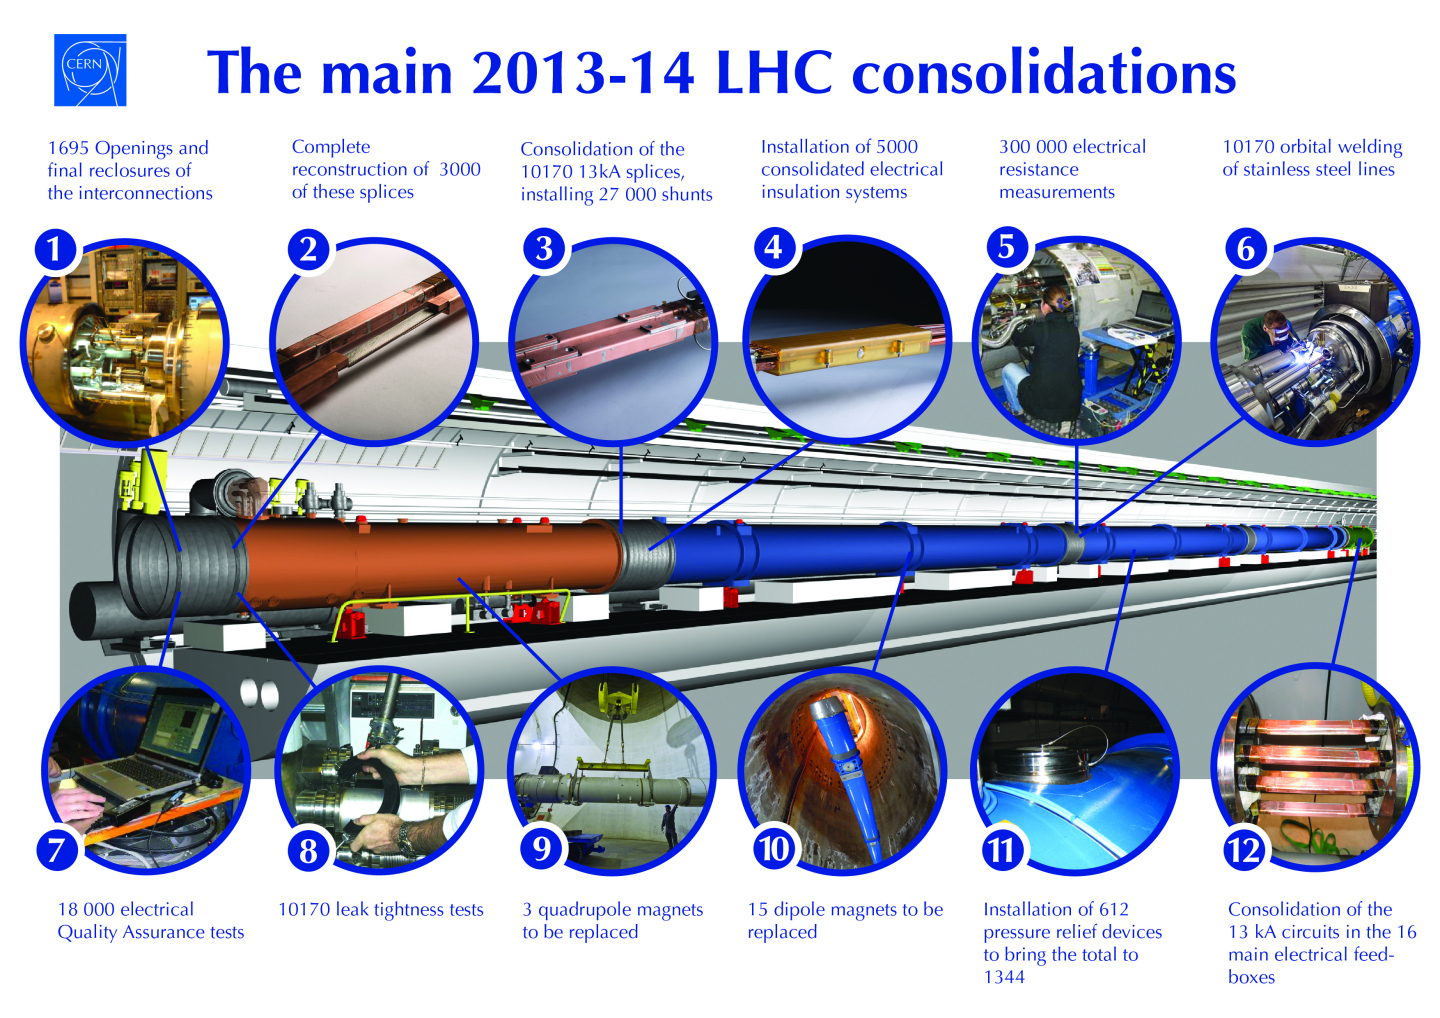 CERN
The main 2013-14 LHC consolidations
1695 Openings and
final reclosures of
the interconnections
Complete
reconstruction of 3000
of these splices
Consolidation of the
10170 13kA splices,
installing 27 000 shunts
Installation of 5000
consolidated electrical
insulation systems
300 000 electrical
resistance
measurements
10170 orbital welding
of stainless steel lines
1
2
3
4
5
6
7
8
9
10
11
12
18 000 electrical
Quality Assurance tests
10170 leak tightness tests
3 quadrupole magnets
to be replaced
15 dipole magnets to be
replaced
Installation of 612
pressure relief devices
to bring the total to
1344
Consolidation of the
13 kA circuits in the 16
main electrical feed-
boxes